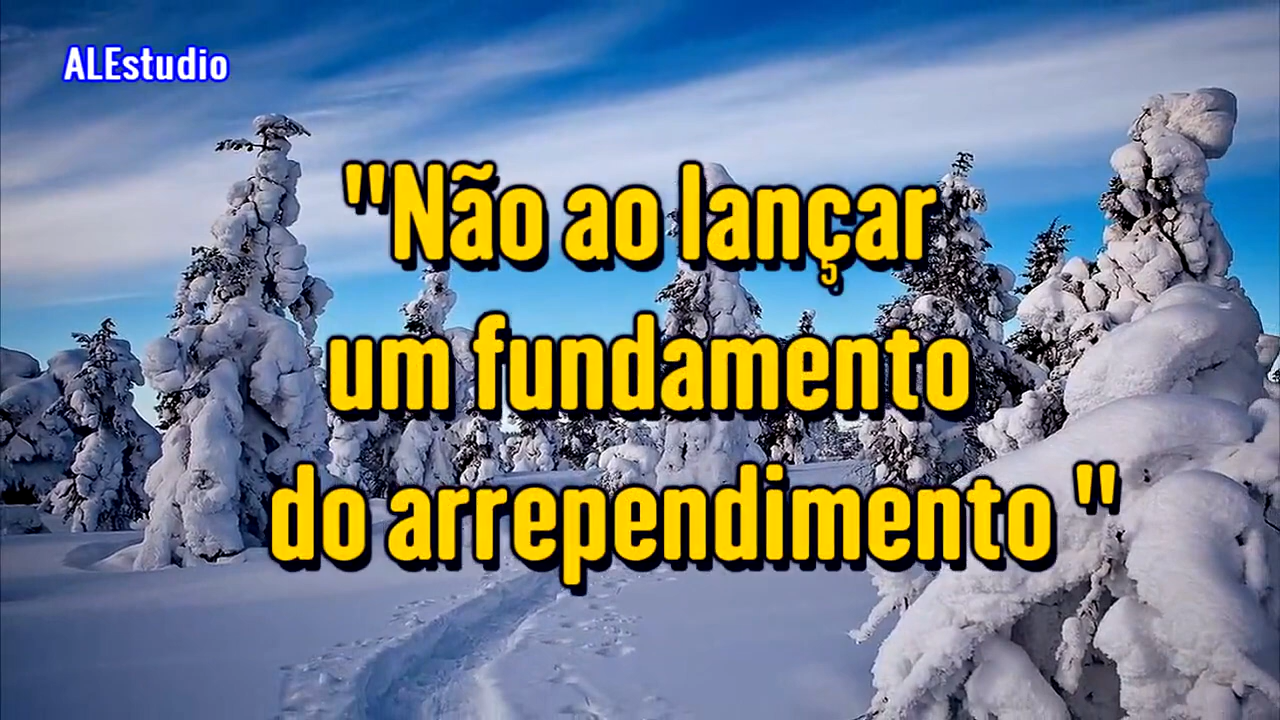 ALEstudio
"Não ao lançar
um fundamento
do arrependimento "